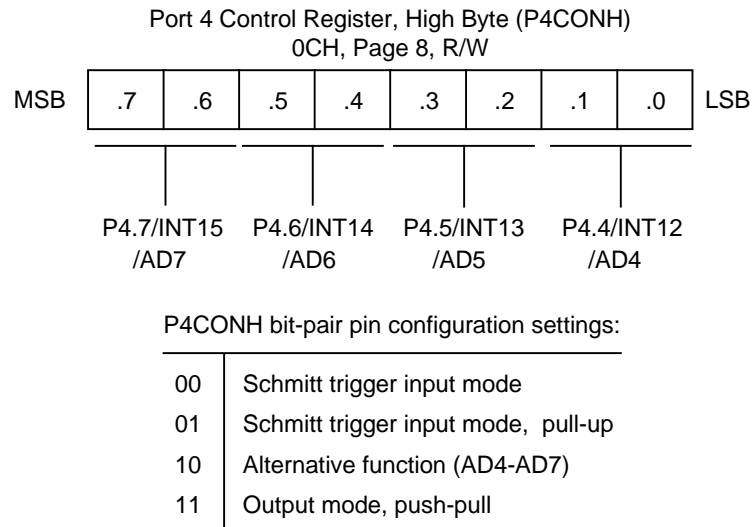 Port 4 Control Register, High Byte (P4CONH)
0CH, Page 8, R/W
MSB .7 .6 .5 .4 .3 .2 .1 .0 LSB
P4.7/INT15 P4.6/INT14 P4.5/INT13 P4.4/INT12
/AD7 /AD6 /AD5 /AD4
P4CONH bit-pair pin configuration settings:
00 Schmitt trigger input mode
01 Schmitt trigger input mode, pull-up
10 Alternative function (AD4-AD7)
11 Output mode, push-pull